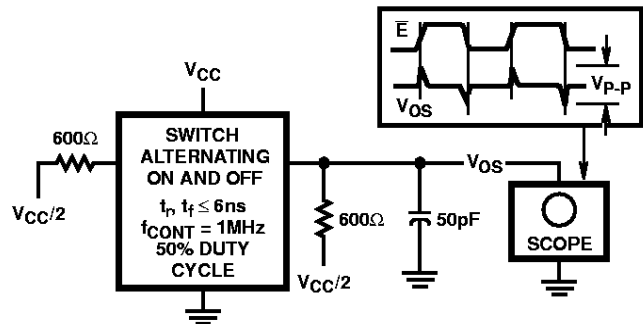 E
VOS
VP-P
VCC
600Ω
VCC/2
SWITCH
ALTERNATING
ON AND OFF
tr, tf ≤ 6ns
fCONT = 1MHz
50% DUTY
CYCLE
600Ω
VCC/2
50pF
VOS
SCOPE